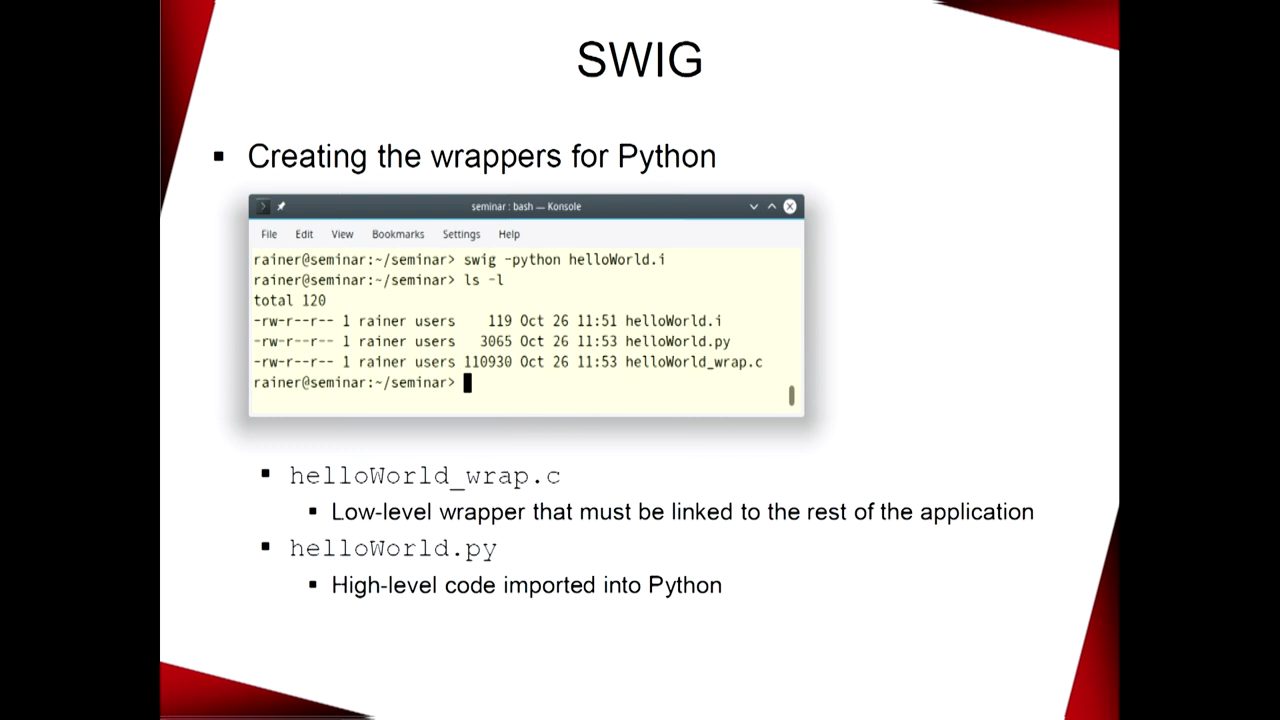 SWIG
▪ Creating the wrappers for Python
seminar : bash — Konsole
File Edit View Bookmarks Settings Help
rainer@seminar:~/seminar> swig -python helloWorld.i
rainer@seminar:~/seminar> ls -l
total 120
-rw-r--r-- 1 rainer users    119 Oct 26 11:51 helloWorld.i
-rw-r--r-- 1 rainer users   3065 Oct 26 11:53 helloWorld.py
-rw-r--r-- 1 rainer users 110930 Oct 26 11:53 helloWorld_wrap.c
rainer@seminar:~/seminar>
▪ helloWorld_wrap.c
▪ Low-level wrapper that must be linked to the rest of the application
▪ helloWorld.py
▪ High-level code imported into Python